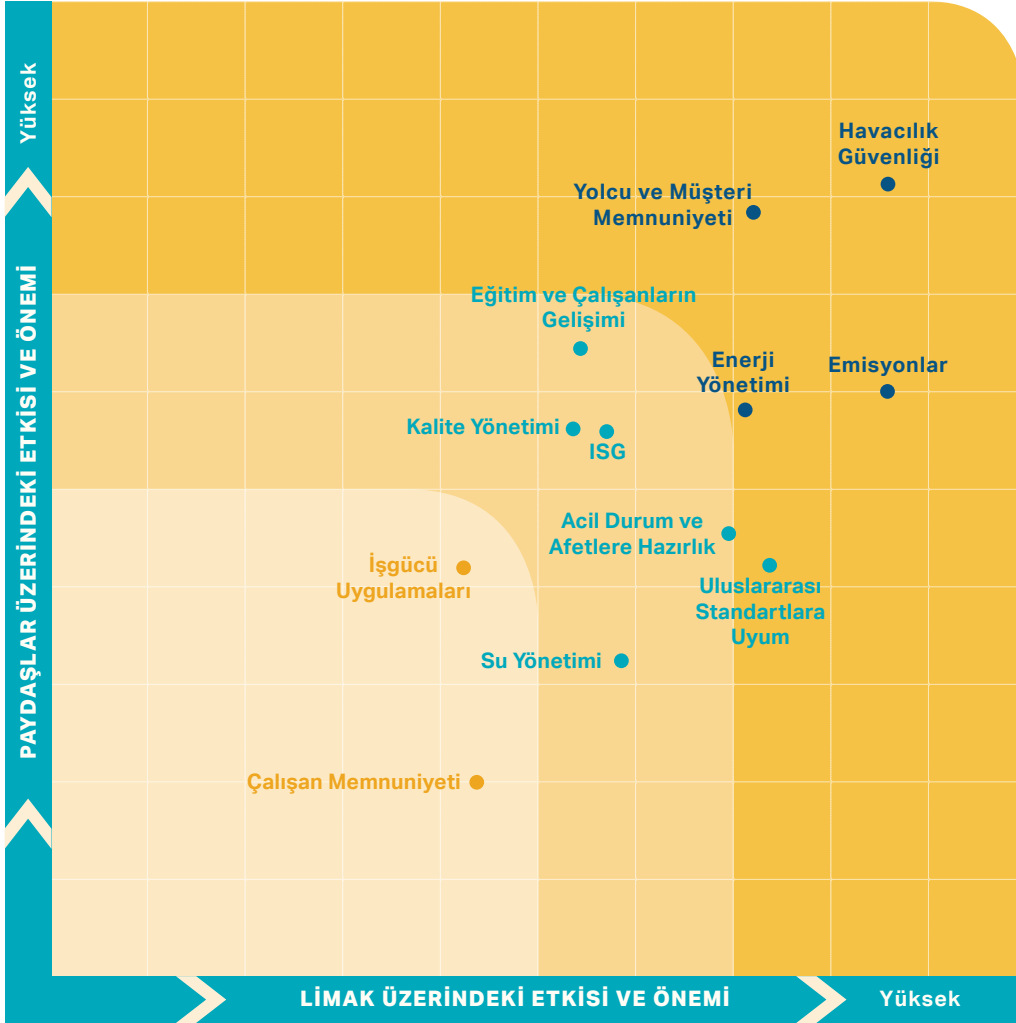 Yüksek
PAYDAŞLAR ÜZERİNDEKİ ETKİSİ VE ÖNEMİ
Havacılık
Güvenliği
Yolcu ve Müşteri
Memnuniyeti
Eğitim ve Çalışanların
Gelişimi
Enerji
Yönetimi
Emisyonlar
Kalite Yönetimi
ISG
Acil Durum ve
Afetlere Hazırlık
İşgücü
Uygulamaları
Uluslararası
Standartlara
Uyum
Su Yönetimi
Çalışan Memnuniyeti
LİMAK ÜZERİNDEKİ ETKİSİ VE ÖNEMİ
Yüksek